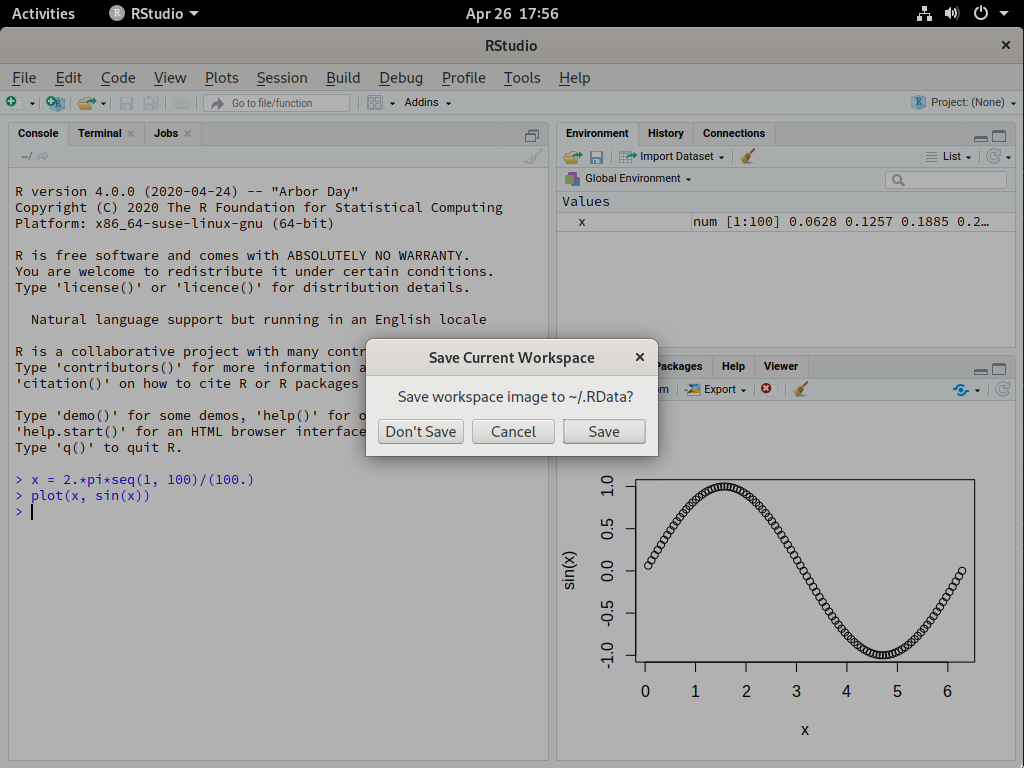 Activities RStudio Apr 26 17:56
RStudio
File Edit Code View Plots Session Build Debug Profile Tools Help
Go to file/function Addins Project: (None)
Console Terminal Jobs
~/
R version 4.0.0 (2020-04-24) -- "Arbor Day"
Copyright (C) 2020 The R Foundation for Statistical Computing
Platform: x86_64-suse-linux-gnu (64-bit)
R is free software and comes with ABSOLUTELY NO WARRANTY.
You are welcome to redistribute it under certain conditions.
Type 'license()' or 'licence()' for distribution details.
Natural language support but running in an English locale
R is a collaborative project with many contr
Type 'contributors()' for more information a
'citation()' on how to cite R or R packages
Type 'demo()' for some demos, 'help()' for o
'help.start()' for an HTML browser interface
Type 'q()' to quit R.
> x = 2.*pi*seq(1, 100)/(100.)
> plot(x, sin(x))
>
Environment History Connections
Import Dataset List
Global Environment
Values
x num [1:100] 0.0628 0.1257 0.1885 0.2…
Save Current Workspace
Save workspace image to ~/.RData?
Don't Save Cancel Save
Packages Help Viewer
om Export
1.0
0.5
0.0
-0.5
-1.0
sin(x)
0 1 2 3 4 5 6
x